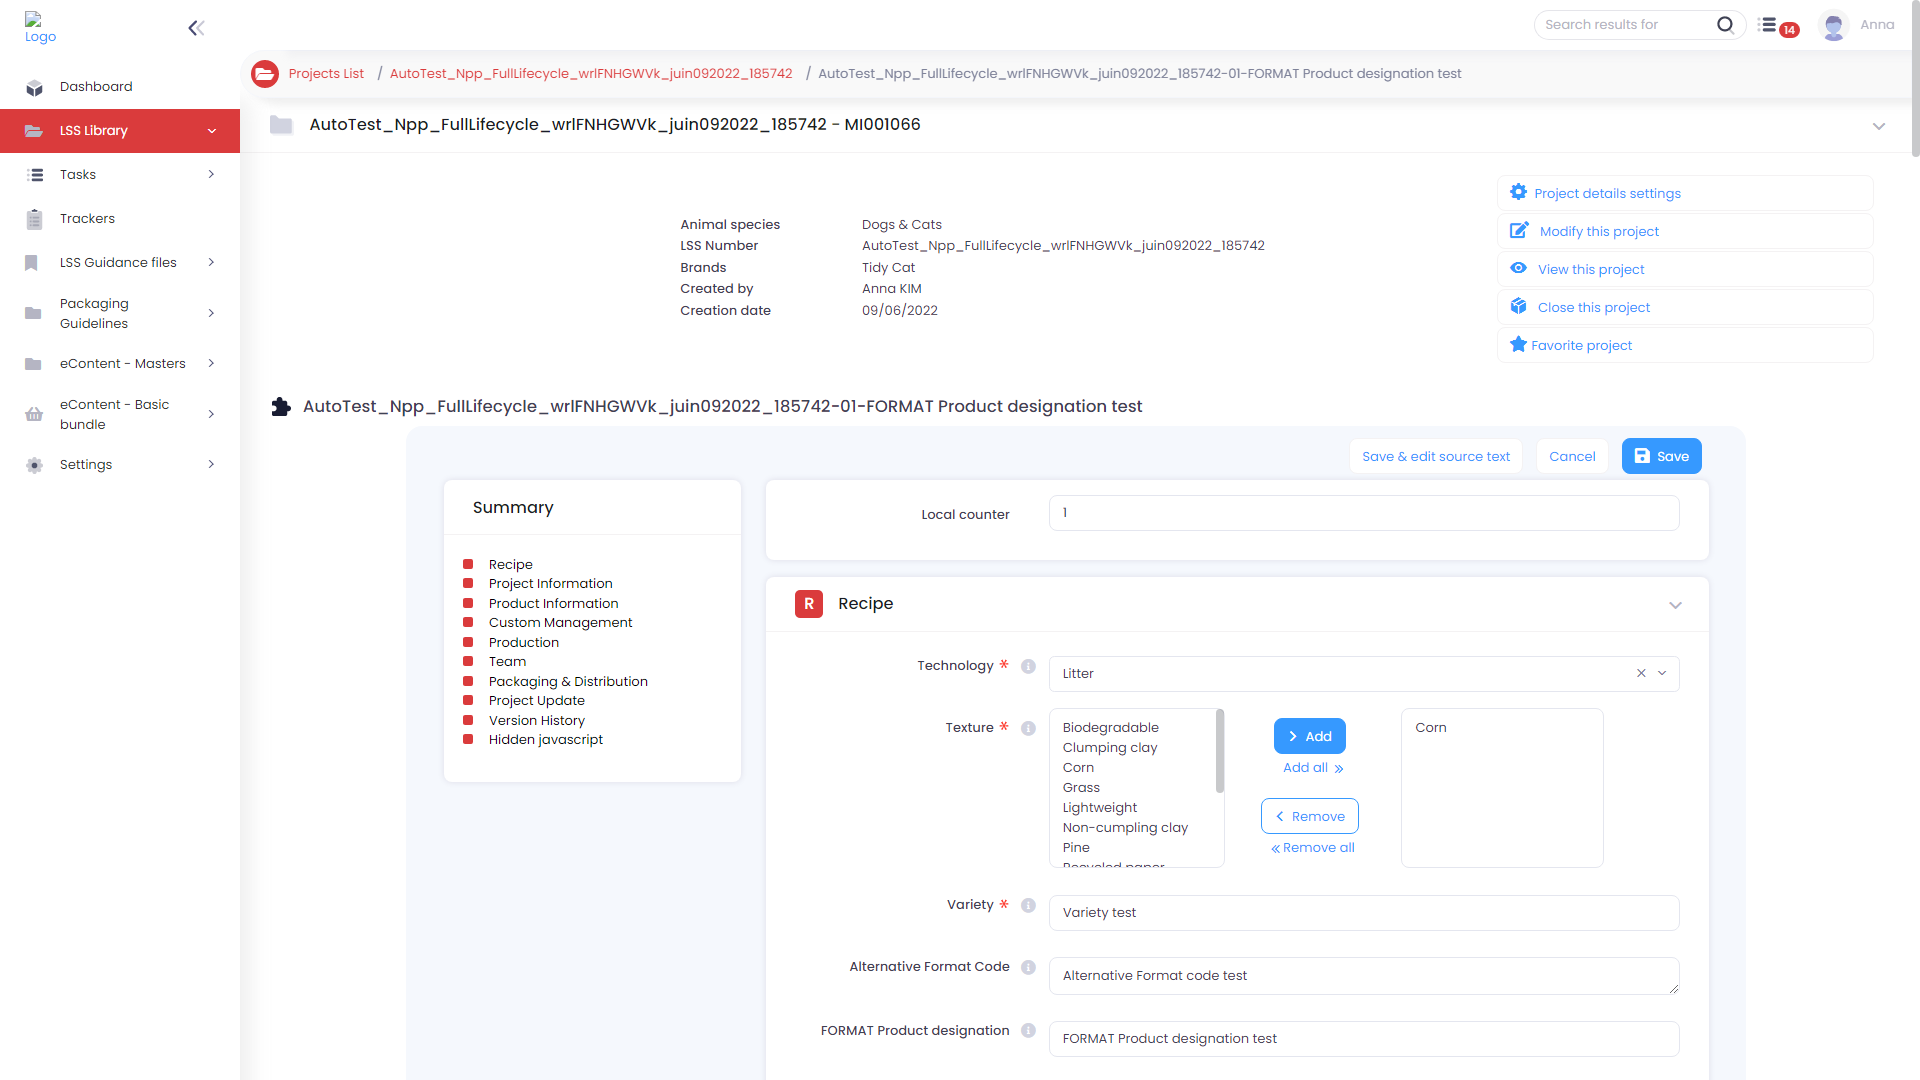 Logo
Search results for
14
Anna
Dashboard
LSS Library
Tasks
Trackers
LSS Guidance files
Packaging
Guidelines
eContent - Masters
eContent - Basic
bundle
Settings
Projects List / AutoTest_Npp_FullLifecycle_wrlFNHGWVk_juin092022_185742 / AutoTest_Npp_FullLifecycle_wrlFNHGWVk_juin092022_185742-01-FORMAT Product designation test
AutoTest_Npp_FullLifecycle_wrlFNHGWVk_juin092022_185742 - MI001066
Animal species Dogs & Cats
LSS Number AutoTest_Npp_FullLifecycle_wrlFNHGWVk_juin092022_185742
Brands Tidy Cat
Created by Anna KIM
Creation date 09/06/2022
Project details settings
Modify this project
View this project
Close this project
Favorite project
AutoTest_Npp_FullLifecycle_wrlFNHGWVk_juin092022_185742-01-FORMAT Product designation test
Save & edit source text
Cancel
Save
Summary
Recipe
Project Information
Product Information
Custom Management
Production
Team
Packaging & Distribution
Project Update
Version History
Hidden javascript
Local counter 1
R Recipe
Technology * Litter
Texture *
Biodegradable
Clumping clay
Corn
Grass
Lightweight
Non-cumpling clay
Pine
Recycled paper
Add
Add all
Remove
Remove all
Corn
Variety * Variety test
Alternative Format Code Alternative Format code test
FORMAT Product designation FORMAT Product designation test